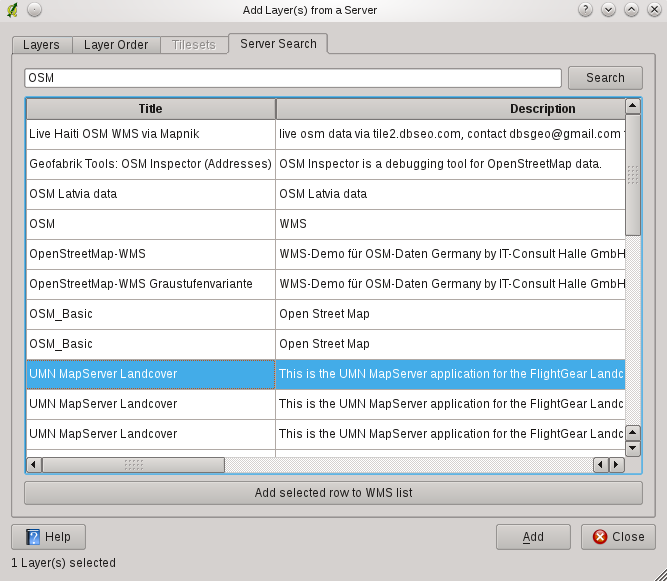 Add Layer(s) from a Server
Layers Layer Order Tilesets Server Search
OSM Search
Title Description
Live Haiti OSM WMS via Mapnik live osm data via tile2.dbseo.com, contact dbsgeo@gmail.com
Geofabrik Tools: OSM Inspector (Addresses) OSM Inspector is a debugging tool for OpenStreetMap data.
OSM Latvia data OSM Latvia data
OSM WMS
OpenStreetMap-WMS WMS-Demo für OSM-Daten Germany by IT-Consult Halle GmbH
OpenStreetMap-WMS Graustufenvariante WMS-Demo für OSM-Daten Germany by IT-Consult Halle GmbH
OSM_Basic Open Street Map
OSM_Basic Open Street Map
UMN MapServer Landcover This is the UMN MapServer application for the FlightGear Landc
UMN MapServer Landcover This is the UMN MapServer application for the FlightGear Landc
UMN MapServer Landcover This is the UMN MapServer application for the FlightGear Landc
Add selected row to WMS list
Help Add Close
1 Layer(s) selected